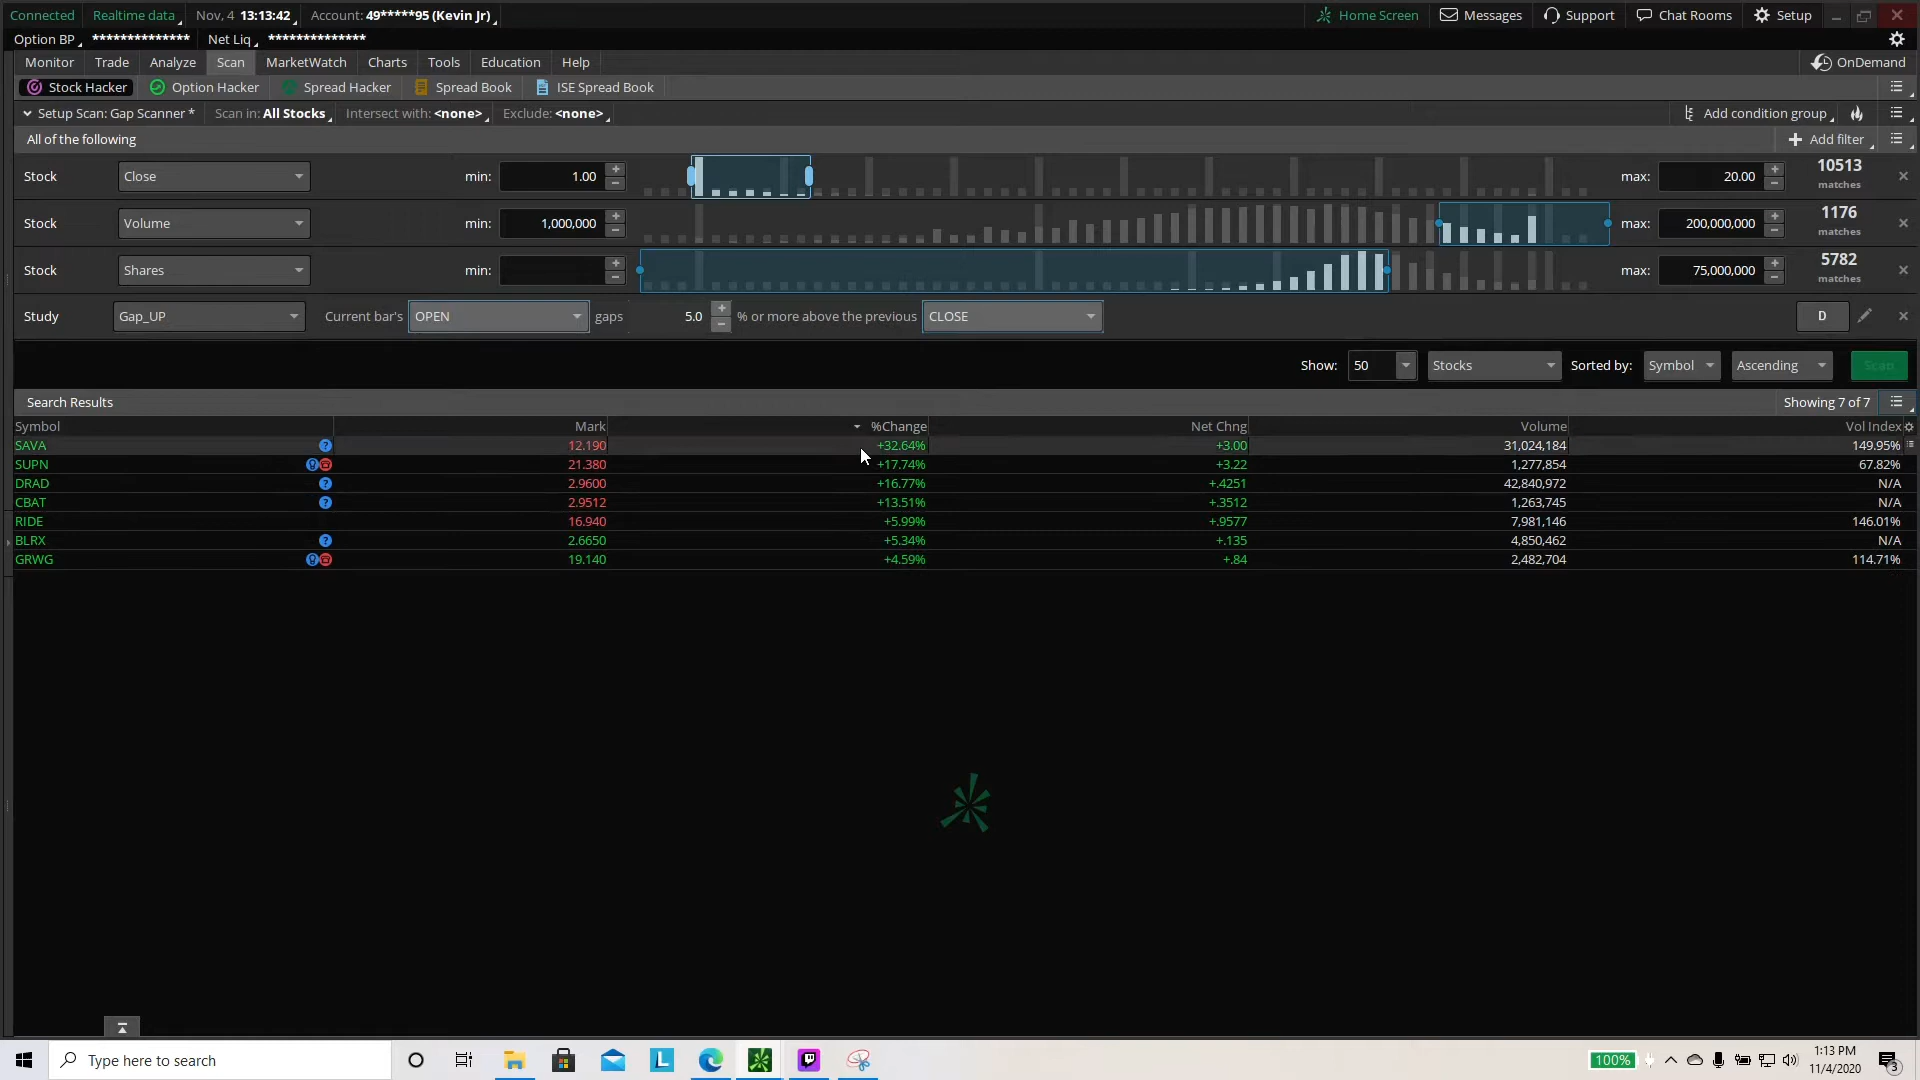 Connected Realtime data Nov, 4 13:13:42 Account: 49*****95 (Kevin Jr) Home Screen Messages Support Chat Rooms Setup
Option BP ************** Net Liq **************
Monitor Trade Analyze Scan MarketWatch Charts Tools Education Help OnDemand
Stock Hacker Option Hacker Spread Hacker Spread Book ISE Spread Book
Setup Scan: Gap Scanner * Scan in: All Stocks Intersect with: <none> Exclude: <none> Add condition group
All of the following Add filter
Stock Close min: 1.00 max: 20.00 10513 matches
Stock Volume min: 1,000,000 max: 200,000,000 1176 matches
Stock Shares min: max: 75,000,000 5782 matches
Study Gap_UP Current bar's OPEN gaps 5.0 % or more above the previous CLOSE D
Show: 50 Stocks Sorted by: Symbol Ascending Scan
Search Results Showing 7 of 7
Symbol Mark %Change Net Chng Volume Vol Index
SAVA 12.190 +32.64% +3.00 31,024,184 149.95%
SUPN 21.380 +17.74% +3.22 1,277,854 67.82%
DRAD 2.9600 +16.77% +.4251 42,840,972 N/A
CBAT 2.9512 +13.51% +.3512 1,263,745 N/A
RIDE 16.940 +5.99% +.9577 7,981,146 146.01%
BLRX 2.6650 +5.34% +.135 4,850,462 N/A
GRWG 19.140 +4.59% +.84 2,482,704 114.71%
Type here to search L 100% 1:13 PM
11/4/2020 3